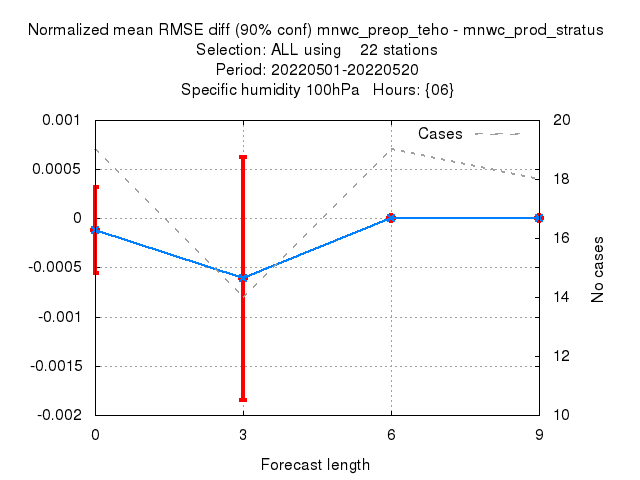 Normalized mean RMSE diff (90% conf) mnwc_preop_teho - mnwc_prod_stratus
Selection: ALL using    22 stations
Period: 20220501-20220520
Specific humidity 100hPa   Hours: {06}
Cases
0.001
0.0005
0
-0.0005
-0.001
-0.0015
-0.002
20
18
16
14
12
10
No cases
0
3
6
9
Forecast length